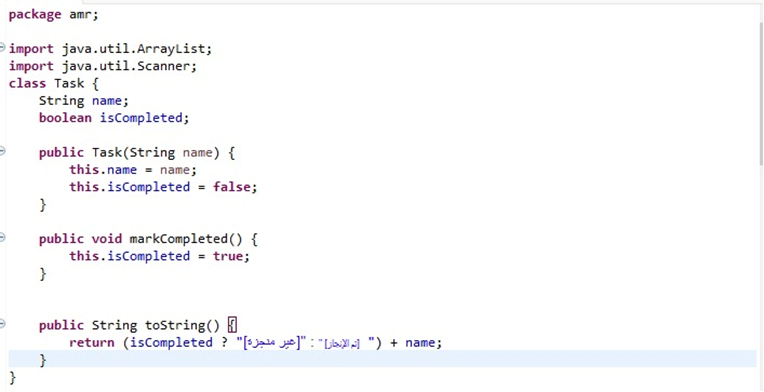 package amr;
import java.util.ArrayList;
import java.util.Scanner;
class Task {
String name;
boolean isCompleted;
public Task(String name) {
this.name = name;
this.isCompleted = false;
}
public void markCompleted() {
this.isCompleted = true;
}
public String toString() {
return (isCompleted ? "[تم الإنجاز] " : "[غير منجزة] ") + name;
}
}